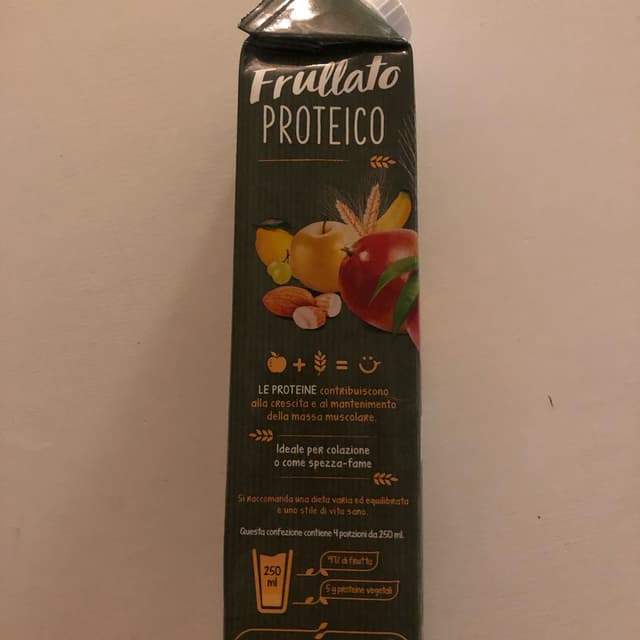 Frullato
PROTEICO
+ =
LE PROTEINE contribuiscono
alla crescita e al mantenimento
della massa muscolare.
Ideale per colazione
o come spezza-fame
Si raccomanda una dieta varia ed equilibrata
e uno stile di vita sano.
Questa confezione contiene 4 porzioni da 250 ml.
250
ml
di frutta
5 g proteine vegetali